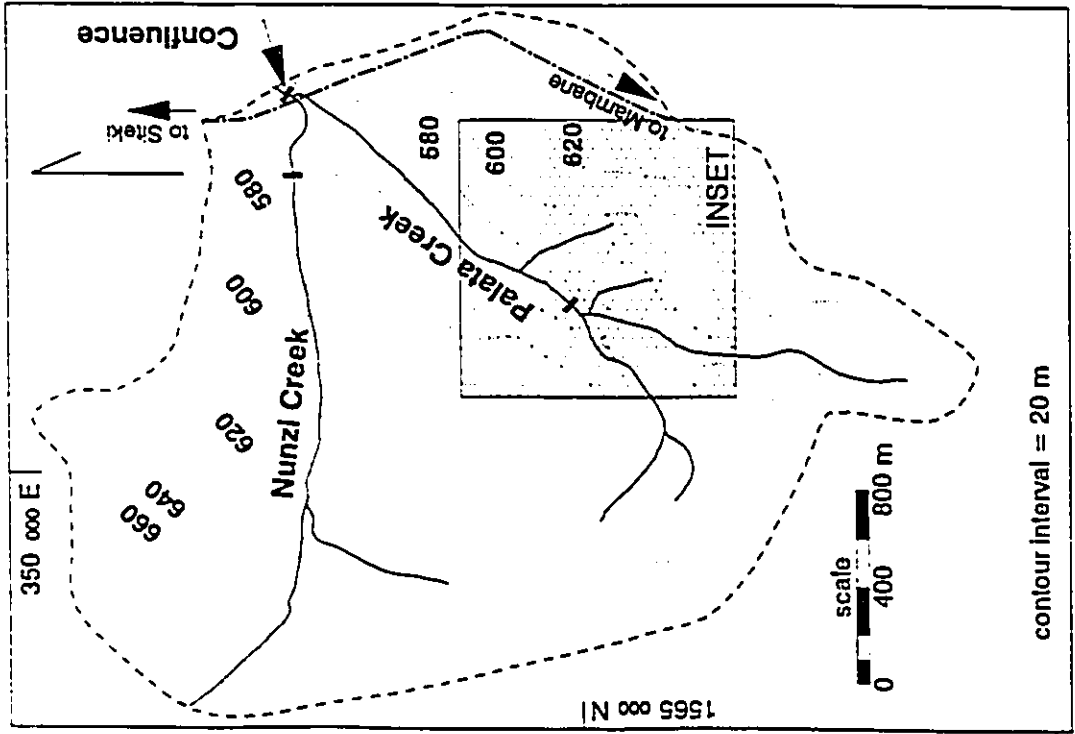 350 000 E
to Siteki
Confluence
580
600
620
640
660
Nunzi Creek
to Mambane
580
600
620
Palata Creek
INSET
scale
0 400 800 m
1565 000 N
contour interval = 20 m